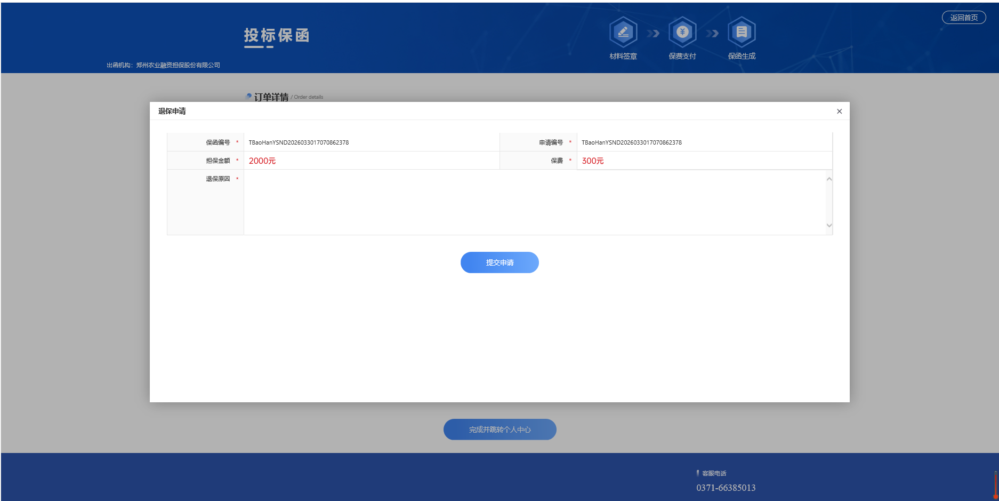 返回首页
投标保函
材料签章
保费支付
保函生成
出函机构：郑州农业融资担保股份有限公司
订单详情 / Order details
退保申请
保函编号 * TBaoHanYSND2026033017070862378 申请编号 * TBaoHanYSND2026033017070862378
担保金额 * 2000元 保费 * 300元
退保原因 *
提交申请
完成并跳转个人中心
客服电话
0371-66385013